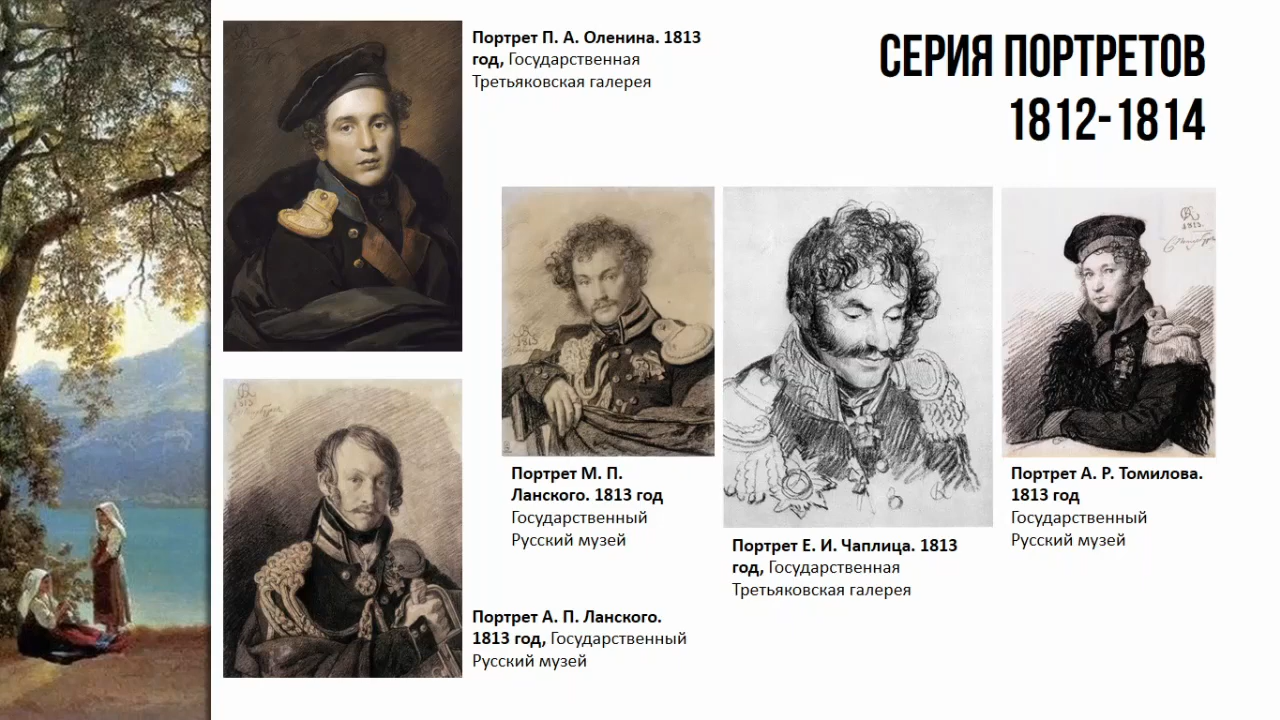 СЕРИЯ ПОРТРЕТОВ
1812-1814
Портрет П. А. Оленина. 1813
год, Государственная
Третьяковская галерея
Портрет М. П.
Ланского. 1813 год
Государственный
Русский музей
Портрет Е. И. Чаплица. 1813
год, Государственная
Третьяковская галерея
Портрет А. Р. Томилова.
1813 год
Государственный
Русский музей
Портрет А. П. Ланского.
1813 год, Государственный
Русский музей
1813
1813.